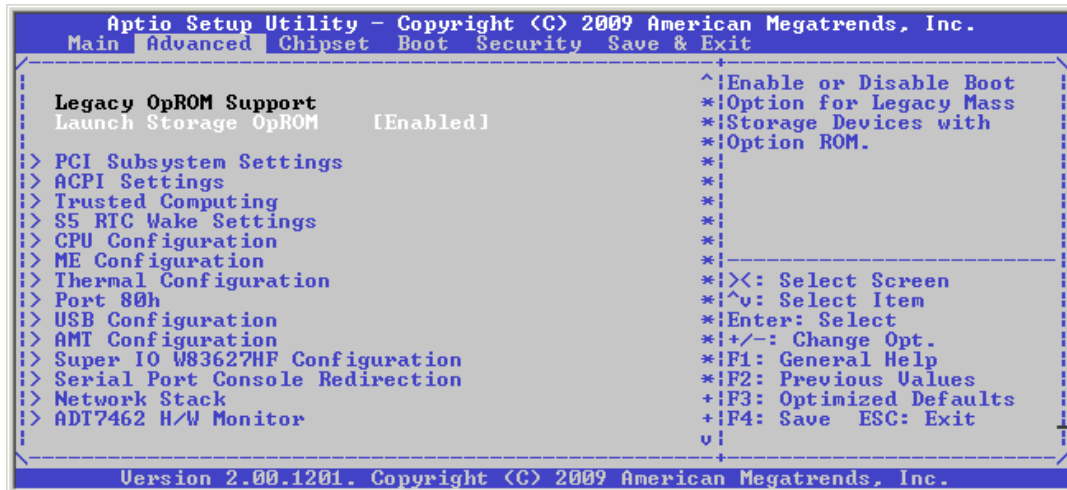 Aptio Setup Utility – Copyright (C) 2009 American Megatrends, Inc.
Main Advanced Chipset Boot Security Save & Exit
Legacy OpROM Support
Launch Storage OpROM [Enabled]
> PCI Subsystem Settings
> ACPI Settings
> Trusted Computing
> S5 RTC Wake Settings
> CPU Configuration
> ME Configuration
> Thermal Configuration
> Port 80h
> USB Configuration
> AMT Configuration
> Super IO W83627HF Configuration
> Serial Port Console Redirection
> Network Stack
> ADT7462 H/W Monitor
Enable or Disable Boot
Option for Legacy Mass
Storage Devices with
Option ROM.
><: Select Screen
^v: Select Item
Enter: Select
+/-: Change Opt.
F1: General Help
F2: Previous Values
F3: Optimized Defaults
F4: Save ESC: Exit
Version 2.00.1201. Copyright (C) 2009 American Megatrends, Inc.